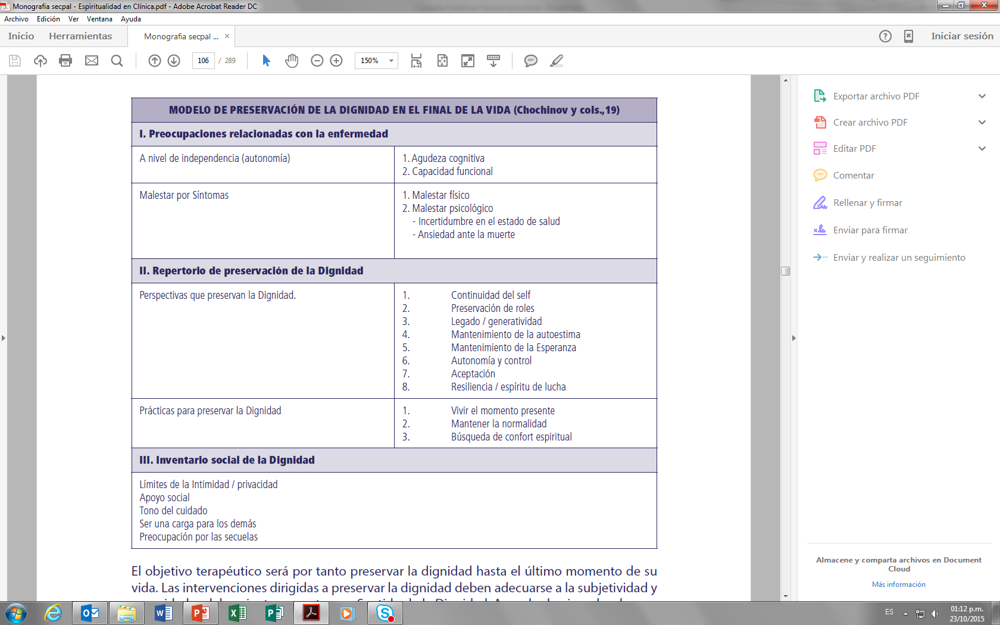 Monografia secpal - Espiritualidad en Clínica.pdf - Adobe Acrobat Reader DC
Archivo Edición Ver Ventana Ayuda
Inicio Herramientas Monografia secpal ... × Iniciar sesión
106 / 289 150%
MODELO DE PRESERVACIÓN DE LA DIGNIDAD EN EL FINAL DE LA VIDA (Chochinov y cols.,19)
I. Preocupaciones relacionadas con la enfermedad
A nivel de independencia (autonomía)
1. Agudeza cognitiva
2. Capacidad funcional
Malestar por Síntomas
1. Malestar físico
2. Malestar psicológico
- Incertidumbre en el estado de salud
- Ansiedad ante la muerte
II. Repertorio de preservación de la Dignidad
Perspectivas que preservan la Dignidad.
1. Continuidad del self
2. Preservación de roles
3. Legado / generatividad
4. Mantenimiento de la autoestima
5. Mantenimiento de la Esperanza
6. Autonomía y control
7. Aceptación
8. Resiliencia / espíritu de lucha
Prácticas para preservar la Dignidad
1. Vivir el momento presente
2. Mantener la normalidad
3. Búsqueda de confort espiritual
III. Inventario social de la Dignidad
Límites de la Intimidad / privacidad
Apoyo social
Tono del cuidado
Ser una carga para los demás
Preocupación por las secuelas
El objetivo terapéutico será por tanto preservar la dignidad hasta el último momento de su
vida. Las intervenciones dirigidas a preservar la dignidad deben adecuarse a la subjetividad y
Exportar archivo PDF
Crear archivo PDF
Editar PDF
Comentar
Rellenar y firmar
Enviar para firmar
Enviar y realizar un seguimiento
Almacene y comparta archivos en Document
Cloud
Más información
ES
01:12 p.m.
23/10/2015